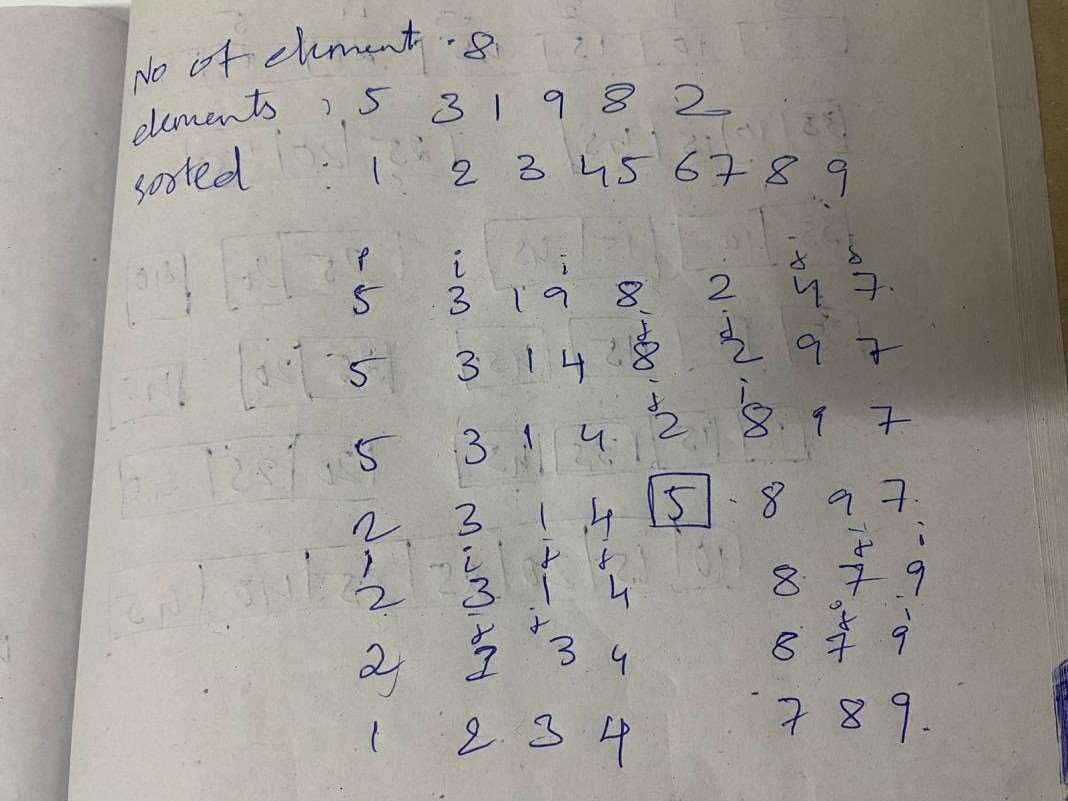 No of element : 8
elements : 5 3 1 9 8 2
sorted : 1 2 3 4 5 6 7 8 9
P i i j j
5 3 1 9 8 2 4 7
j j
5 3 1 4 8 2 9 7
j i
5 3 1 4 2 8 9 7
2 3 1 4 5 8 9 7
i j j j i
2 3 1 4 8 7 9
j j i
2 1 3 4 8 7 9
1 2 3 4 7 8 9